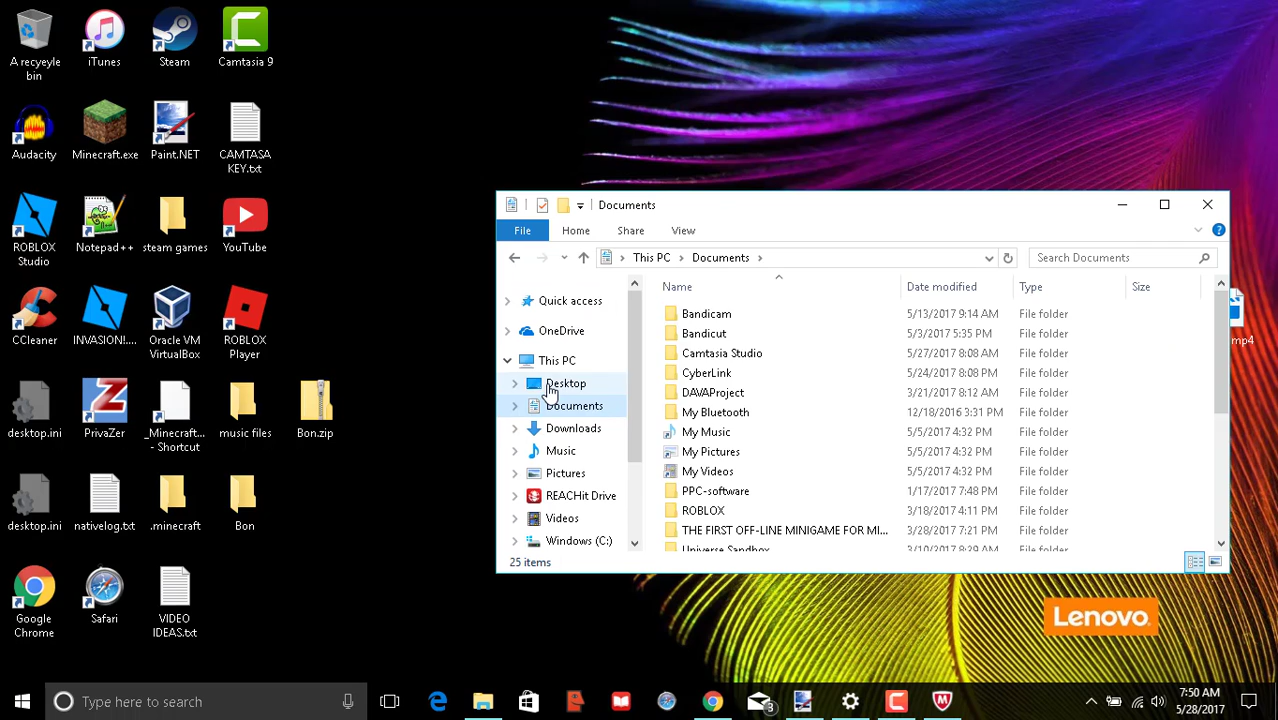 A recyeyle
bin
iTunes
Steam
Camtasia 9
Audacity
Minecraft.exe
Paint.NET
CAMTASA
KEY.txt
ROBLOX
Studio
Notepad++
steam games
YouTube
CCleaner
INVASION!....
Oracle VM
VirtualBox
ROBLOX
Player
desktop.ini
PrivaZer
_Minecraft...
- Shortcut
music files
Bon.zip
desktop.ini
nativelog.txt
.minecraft
Bon
Google
Chrome
Safari
VIDEO
IDEAS.txt
Documents
File
Home
Share
View
This PC
Documents
Search Documents
Quick access
OneDrive
This PC
Desktop
Documents
Downloads
Music
Pictures
REACHit Drive
Videos
Windows (C:)
Name
Date modified
Type
Size
Bandicam 5/13/2017 9:14 AM File folder
Bandicut 5/3/2017 5:35 PM File folder
Camtasia Studio 5/27/2017 8:08 AM File folder
CyberLink 5/24/2017 8:08 PM File folder
DAVAProject 3/21/2017 8:12 AM File folder
My Bluetooth 12/18/2016 3:31 PM File folder
My Music 5/5/2017 4:32 PM File folder
My Pictures 5/5/2017 4:32 PM File folder
My Videos 5/5/2017 4:32 PM File folder
PPC-software 1/17/2017 7:48 PM File folder
ROBLOX 3/18/2017 4:11 PM File folder
THE FIRST OFF-LINE MINIGAME FOR MI... 3/28/2017 7:21 PM File folder
Universe Sandbox 3/10/2017 8:29 AM File folder
25 items
mp4
Lenovo
Type here to search
3
7:50 AM
5/28/2017